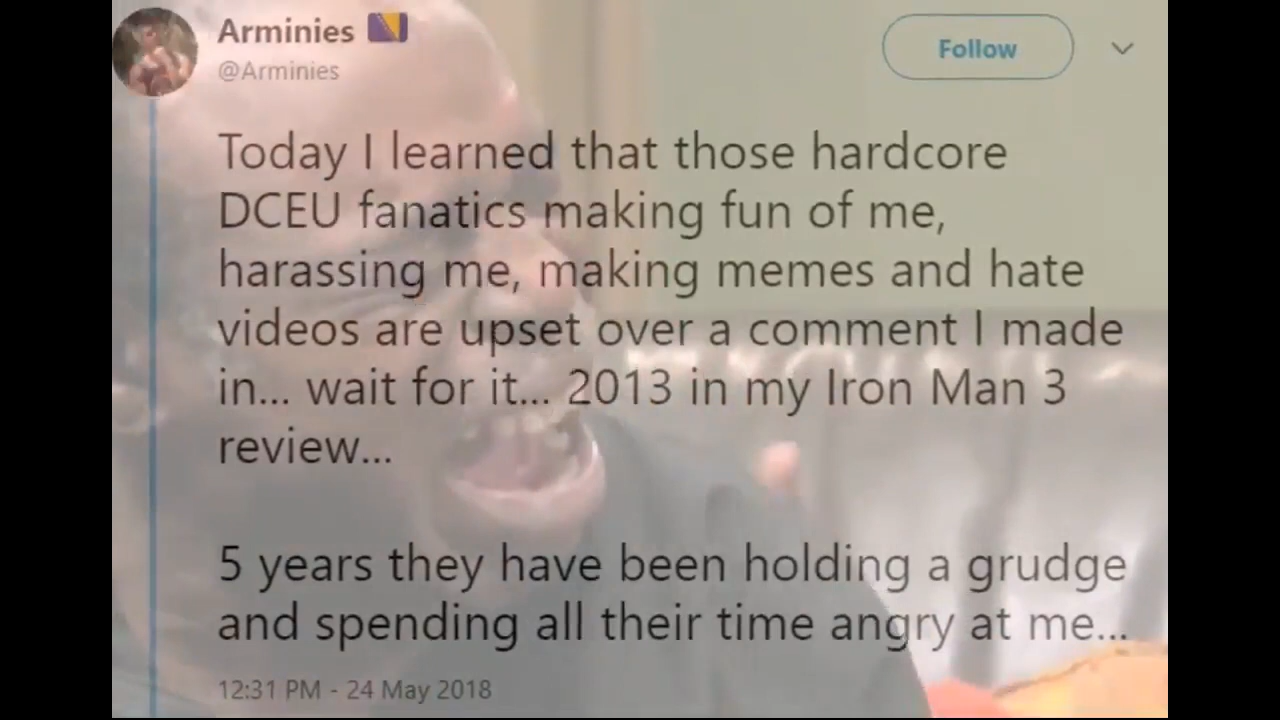 Arminies
@Arminies
Follow
Today I learned that those hardcore
DCEU fanatics making fun of me,
harassing me, making memes and hate
videos are upset over a comment I made
in... wait for it... 2013 in my Iron Man 3
review...
5 years they have been holding a grudge
and spending all their time angry at me...
12:31 PM - 24 May 2018